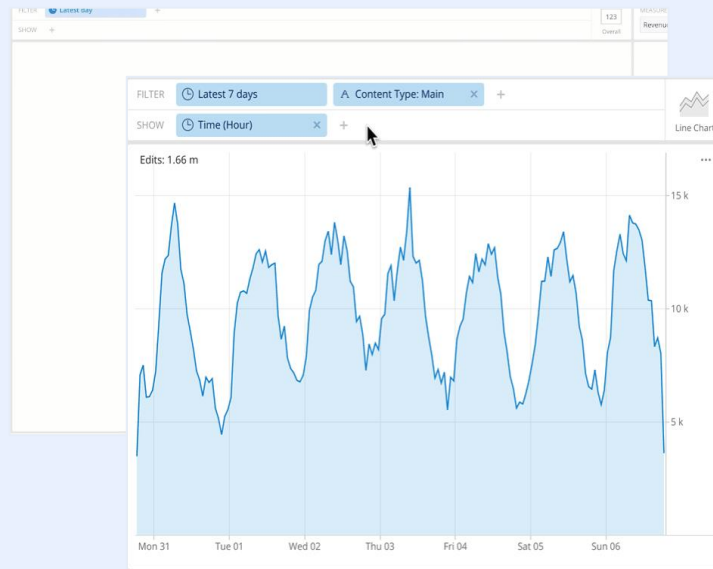 FILTER Latest day +
MEASURE
SHOW +
123
Overall
Revenue
FILTER Latest 7 days A Content Type: Main × +
SHOW Time (Hour) × +
Line Chart
Edits: 1.66 m
...
15 k
10 k
5 k
Mon 31 Tue 01 Wed 02 Thu 03 Fri 04 Sat 05 Sun 06